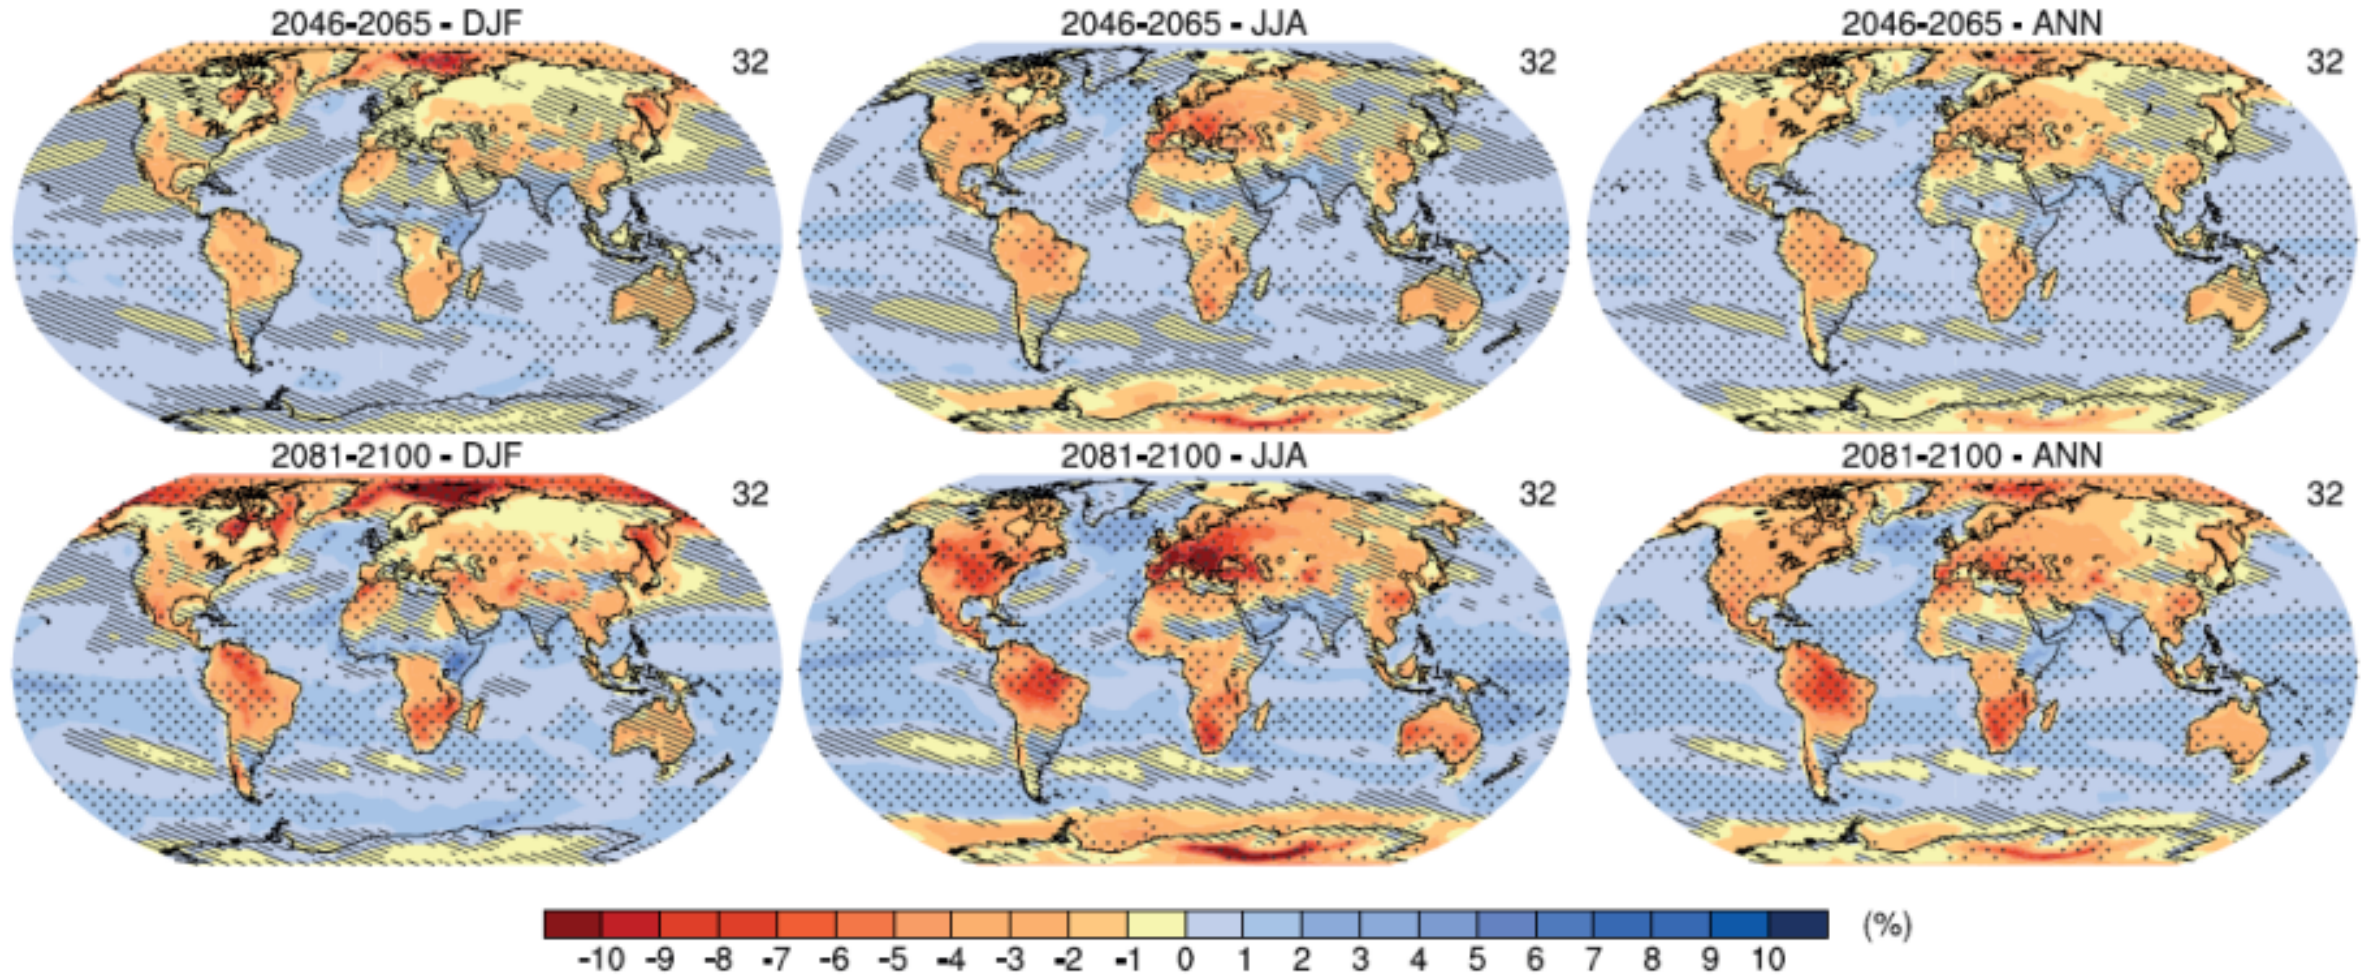 2046-2065 - DJF
32
2046-2065 - JJA
32
2046-2065 - ANN
32
2081-2100 - DJF
32
2081-2100 - JJA
32
2081-2100 - ANN
32
-10 -9 -8 -7 -6 -5 -4 -3 -2 -1 0 1 2 3 4 5 6 7 8 9 10 (%)